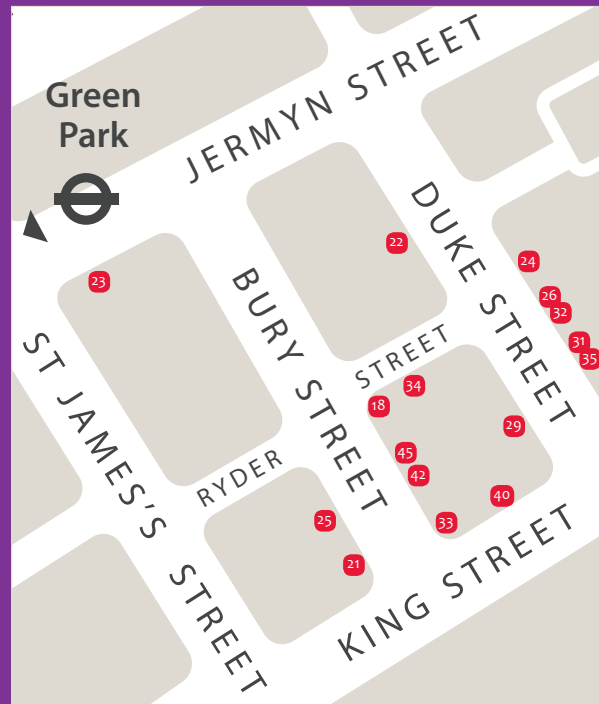 Green
Park
JERMYN STREET
DUKE STREET
BURY STREET
ST JAMES'S STREET
RYDER
STREET
KING STREET
22
24
23
26
32
31
35
34
18
29
45
42
40
25
33
21